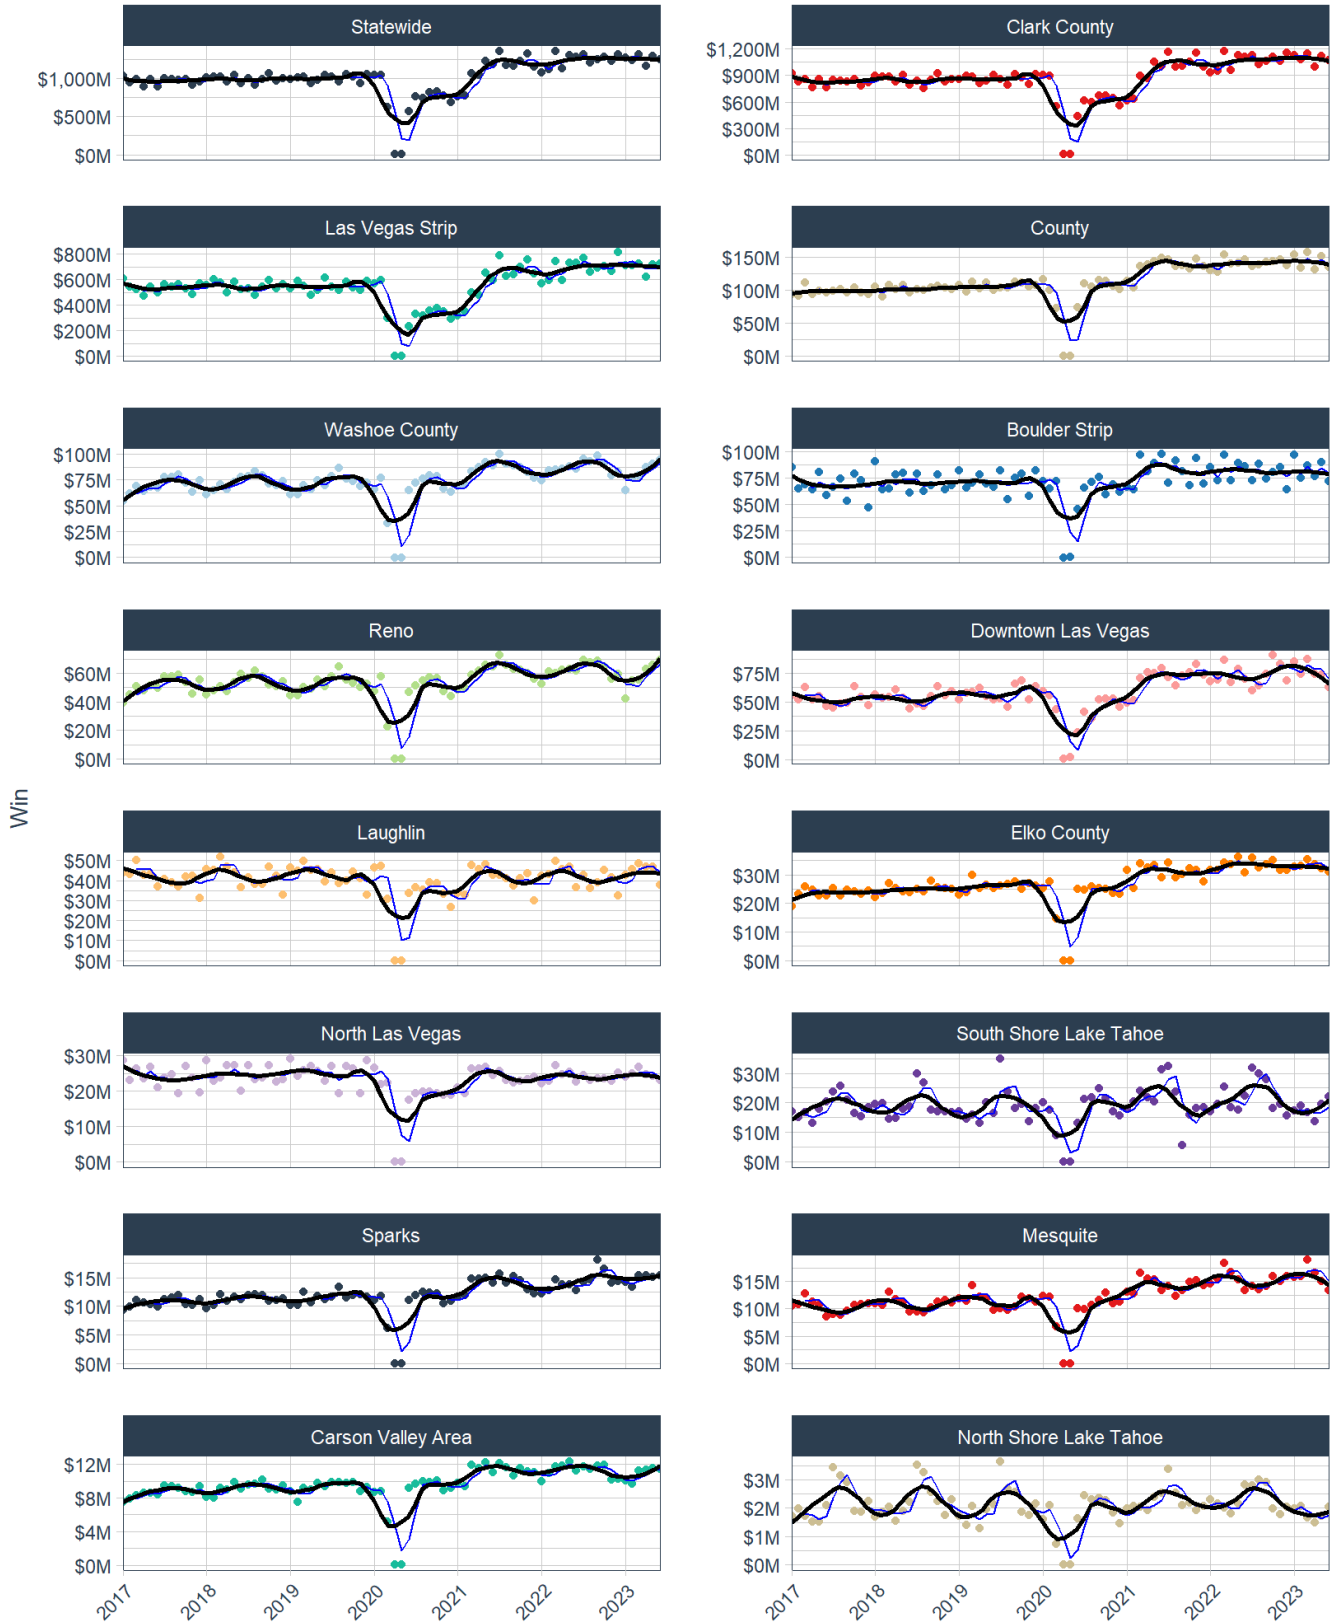 Statewide
$1,000M
$500M
$0M
Clark County
$1,200M
$900M
$600M
$300M
$0M
Las Vegas Strip
$800M
$600M
$400M
$200M
$0M
County
$150M
$100M
$50M
$0M
Washoe County
$100M
$75M
$50M
$25M
$0M
Boulder Strip
$100M
$75M
$50M
$25M
$0M
Reno
$60M
$40M
$20M
$0M
Downtown Las Vegas
$75M
$50M
$25M
$0M
Win
Laughlin
$50M
$40M
$30M
$20M
$10M
$0M
Elko County
$30M
$20M
$10M
$0M
North Las Vegas
$30M
$20M
$10M
$0M
South Shore Lake Tahoe
$30M
$20M
$10M
$0M
Sparks
$15M
$10M
$5M
$0M
Mesquite
$15M
$10M
$5M
$0M
Carson Valley Area
$12M
$8M
$4M
$0M
2017
2018
2019
2020
2021
2022
2023
North Shore Lake Tahoe
$3M
$2M
$1M
$0M
2017
2018
2019
2020
2021
2022
2023